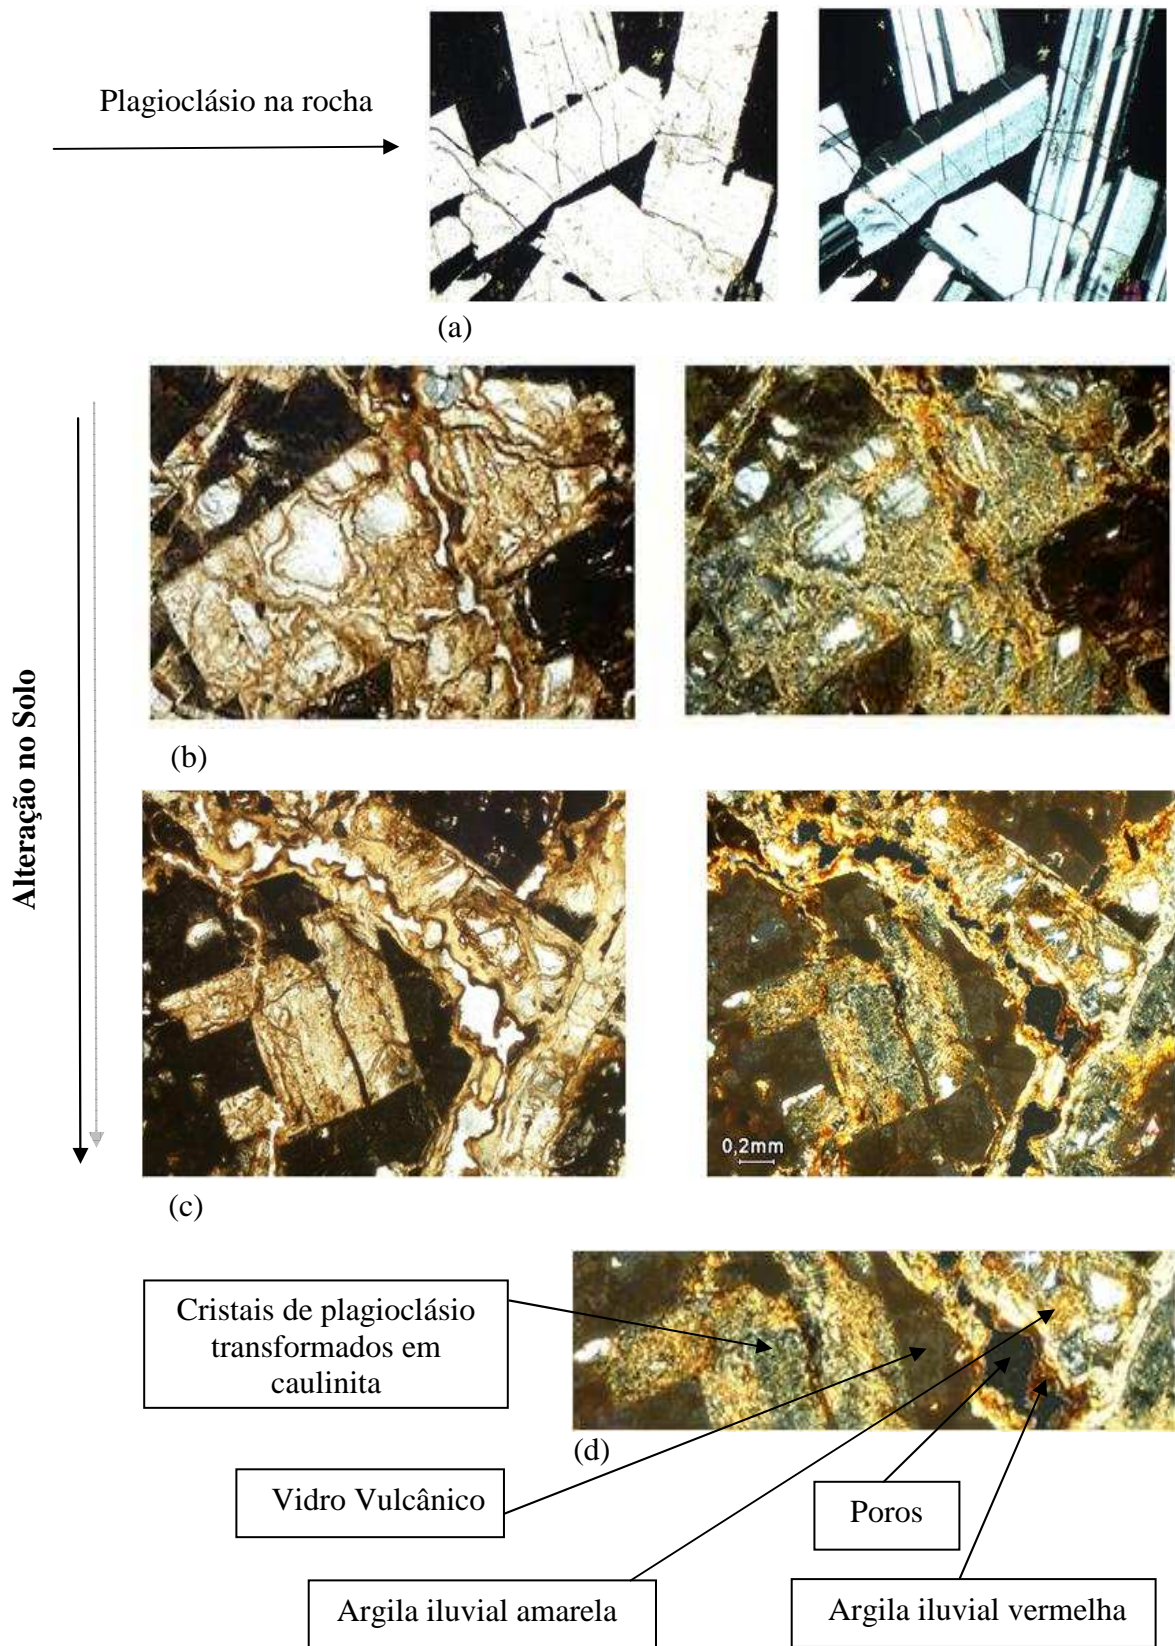 Plagioclásio na rocha
(a)
Alteração no Solo
(b)
(c)
0,2mm
Cristais de plagioclásio
transformados em
caulinita
(d)
Vidro Vulcânico
Poros
Argila iluvial amarela
Argila iluvial vermelha